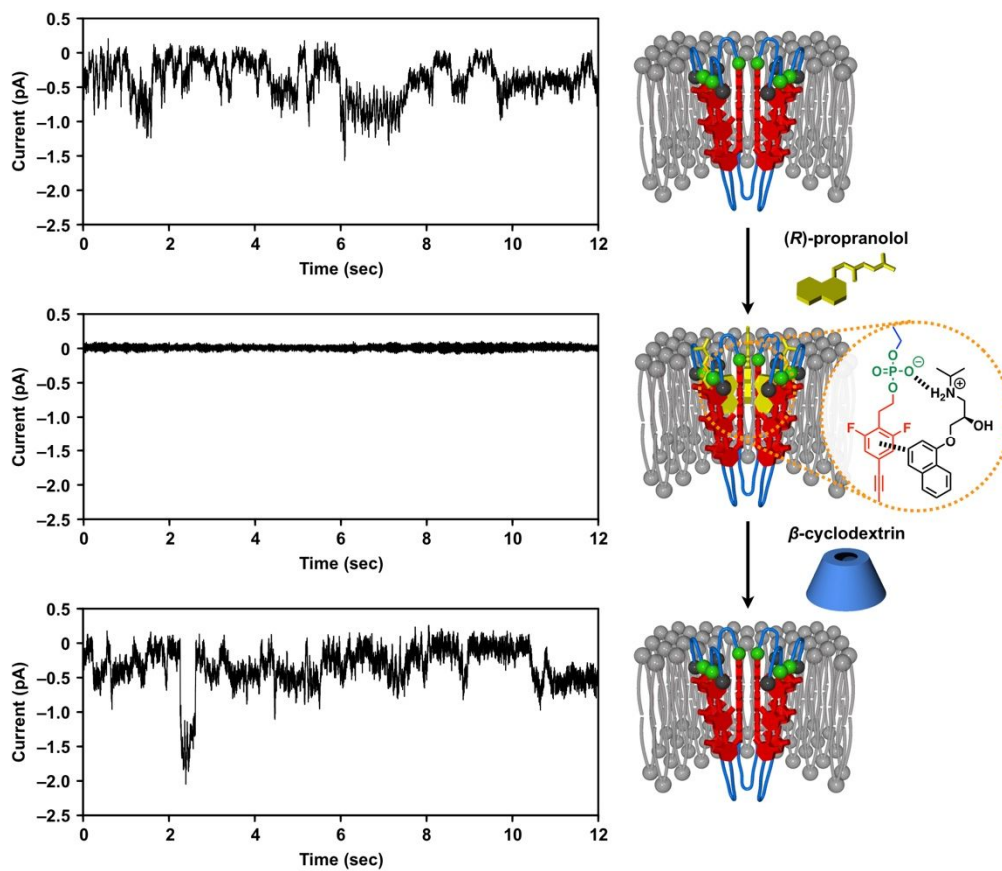 0.5
0
–0.5
–1.0
–1.5
–2.0
–2.5
Current (pA)
0 2 4 6 8 10 12
Time (sec)
(R)-propranolol
0.5
0
–0.5
–1.0
–1.5
–2.0
–2.5
Current (pA)
0 2 4 6 8 10 12
Time (sec)
O
O=P–O ⊖
O
H2N ⊕
F
F
O
OH
β-cyclodextrin
0.5
0
–0.5
–1.0
–1.5
–2.0
–2.5
Current (pA)
0 2 4 6 8 10 12
Time (sec)